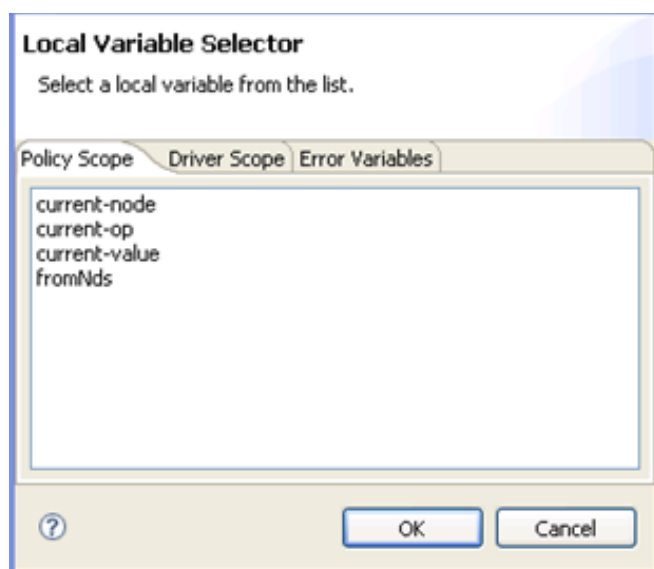 Local Variable Selector
Select a local variable from the list.
Policy Scope Driver Scope Error Variables
current-node
current-op
current-value
fromNds
? OK Cancel